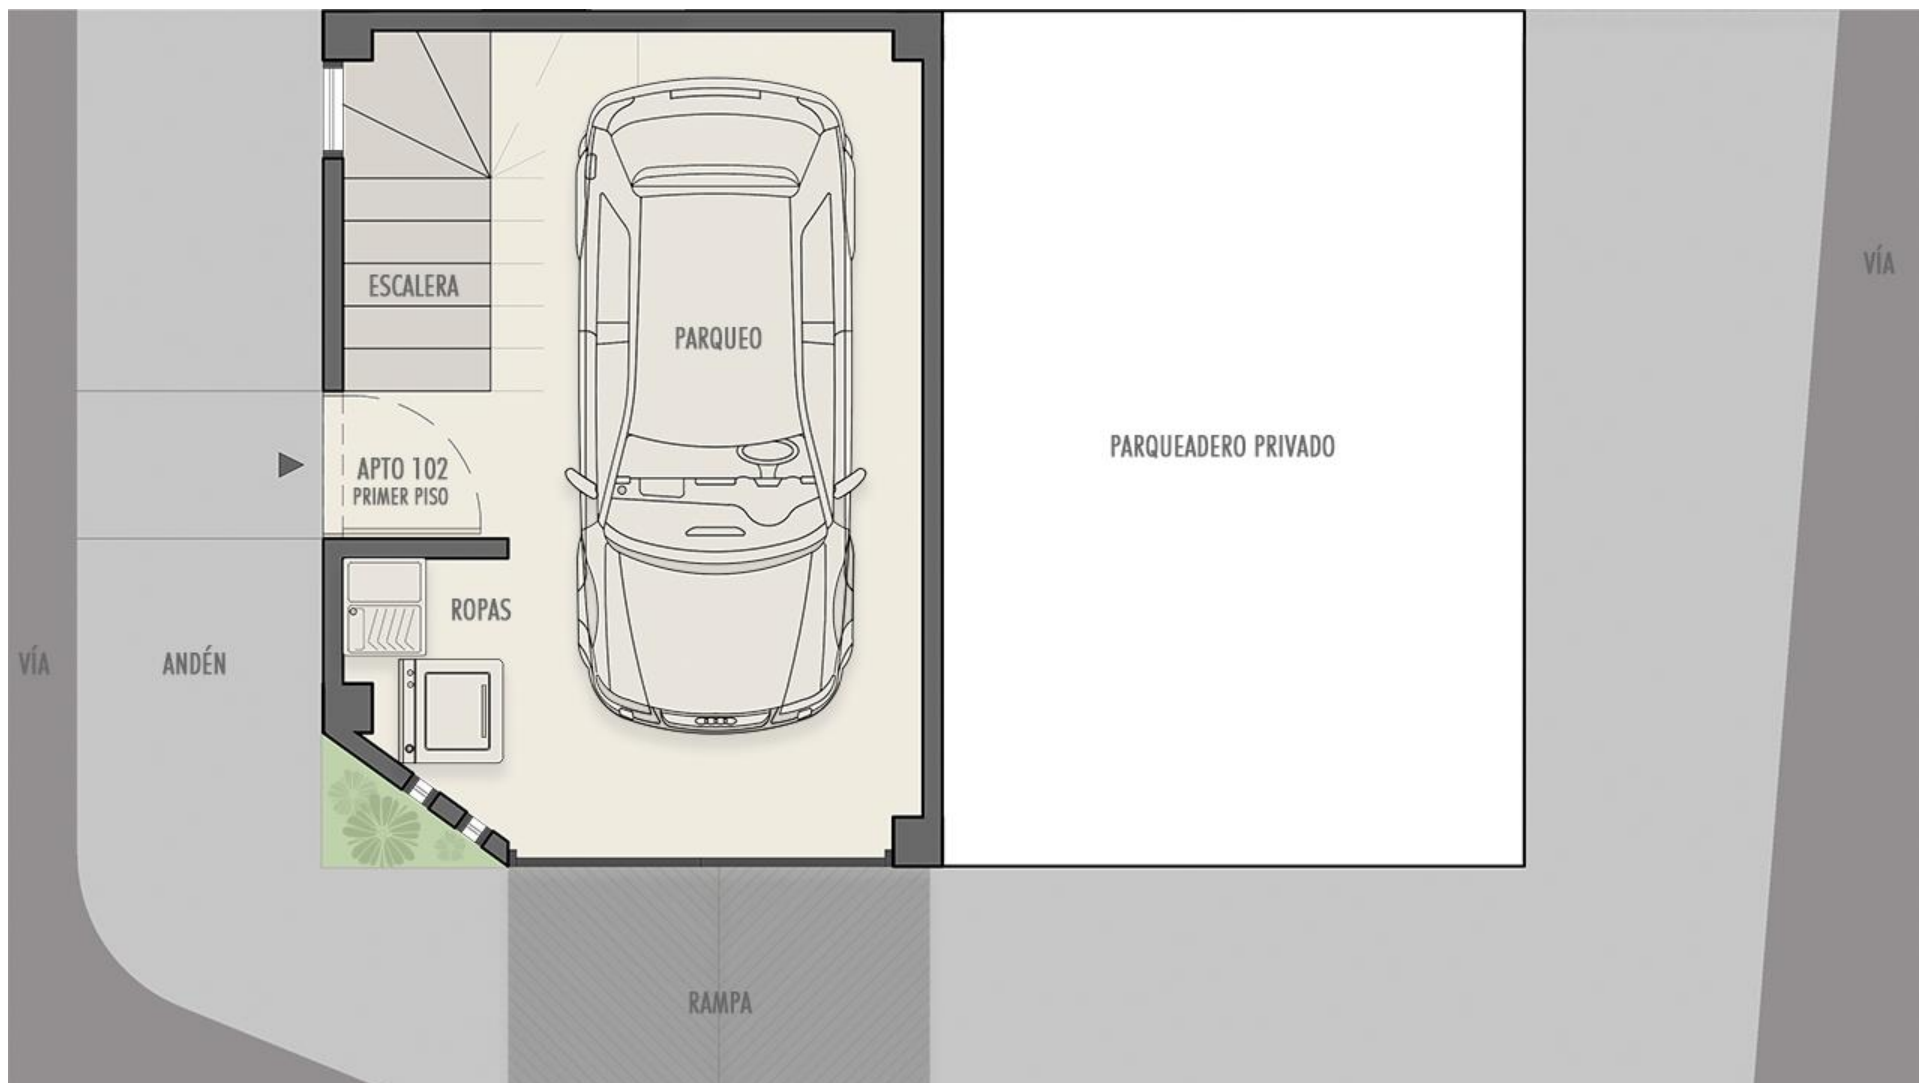 VÍA
ESCALERA
PARQUEO
PARQUEADERO PRIVADO
APTO 102
PRIMER PISO
ROPAS
VÍA
ANDÉN
RAMPA